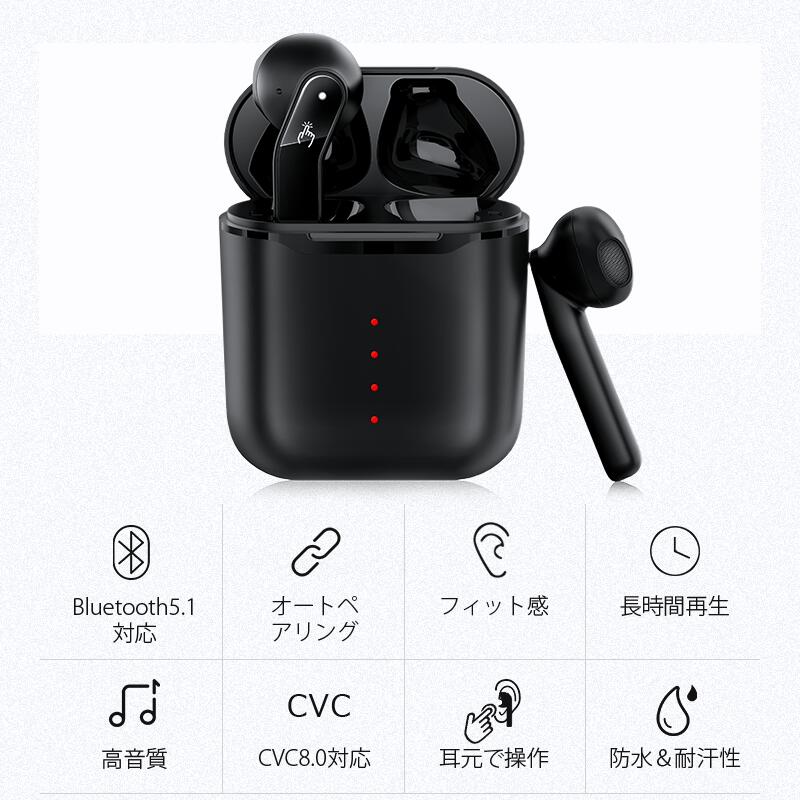 Bluetooth5.1
対応
オートペ
アリング
フィット感
長時間再生
高音質
CVC
CVC8.0対応
耳元で操作
防水＆耐汗性